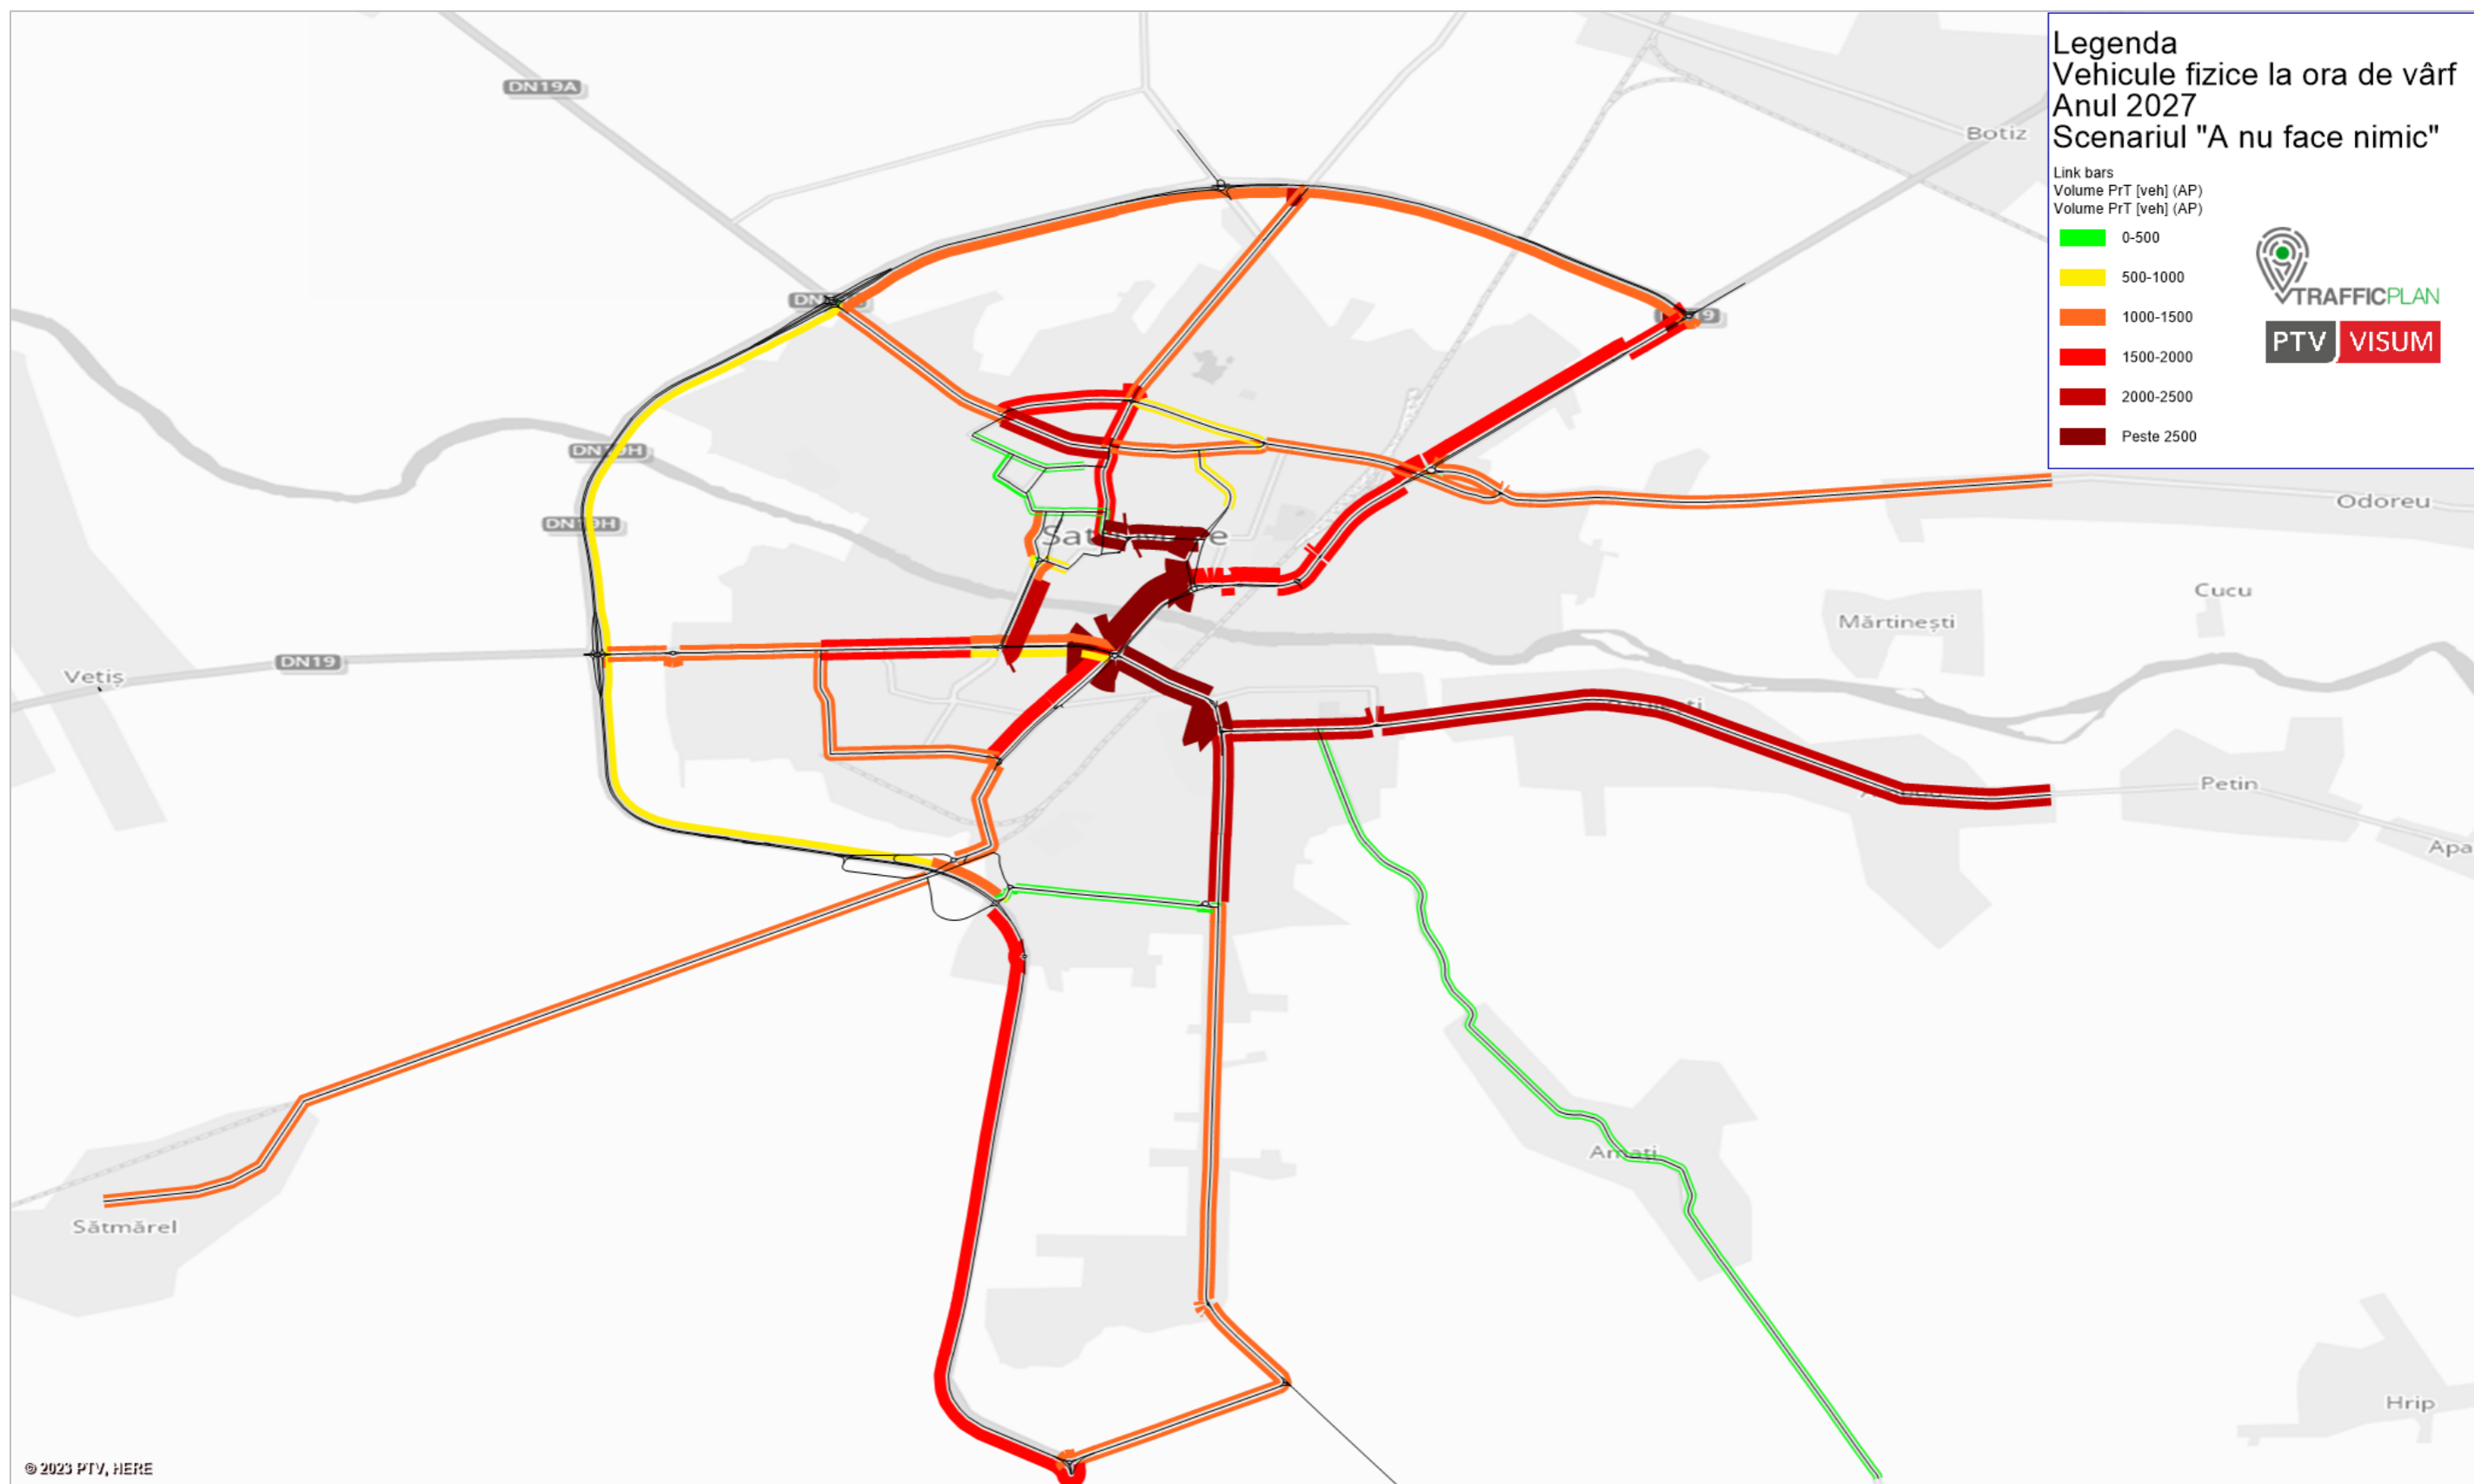 Legenda
Vehicule fizice la ora de vârf
Anul 2027
Scenariul "A nu face nimic"
Link bars
Volume PrT [veh] (AP)
Volume PrT [veh] (AP)
0-500
500-1000
1000-1500
1500-2000
2000-2500
Peste 2500
TRAFFICPLAN
PTV VISUM
DN19A
Botiz
Odoreu
DN19H
Cucu
Mărtinești
DN19
Vetiș
Petin
Apa
Sătmărel
Hrip
© 2023 PTV, HERE